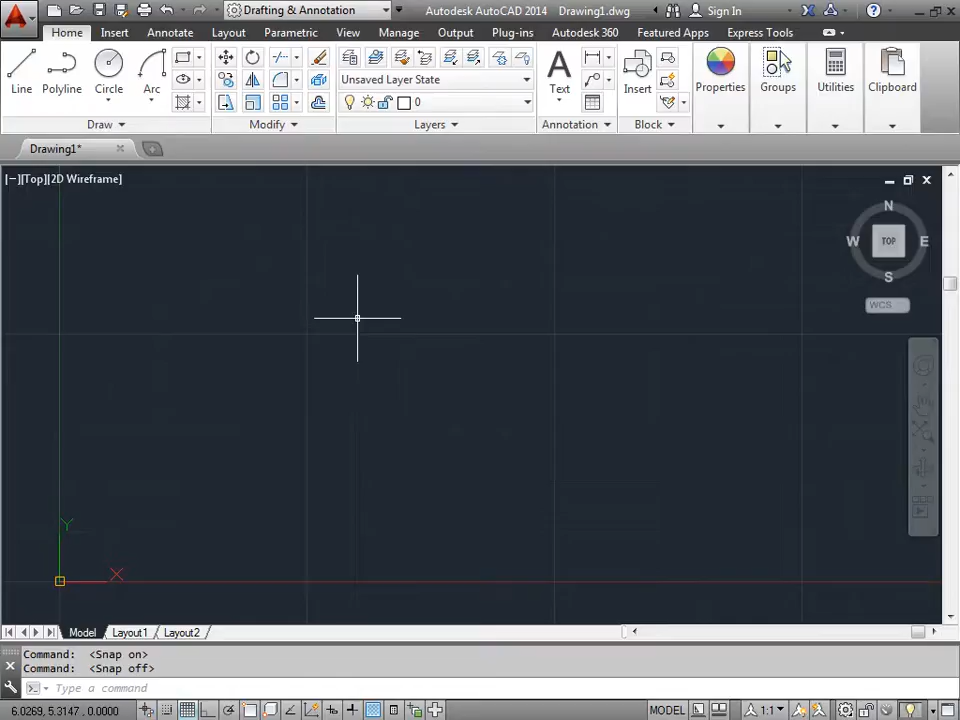 Drafting & Annotation
Autodesk AutoCAD 2014 Drawing1.dwg
Sign In
Home Insert Annotate Layout Parametric View Manage Output Plug-ins Autodesk 360 Featured Apps Express Tools
Line Polyline Circle Arc
Unsaved Layer State
0
Text Insert Properties Groups Utilities Clipboard
Draw Modify Layers Annotation Block
Drawing1*
[−][Top][2D Wireframe]
N
W TOP E
S
WCS
Y
X
Model Layout1 Layout2
Command: <Snap on>
Command: <Snap off>
Type a command
6.0269, 5.3147 , 0.0000
MODEL
1:1